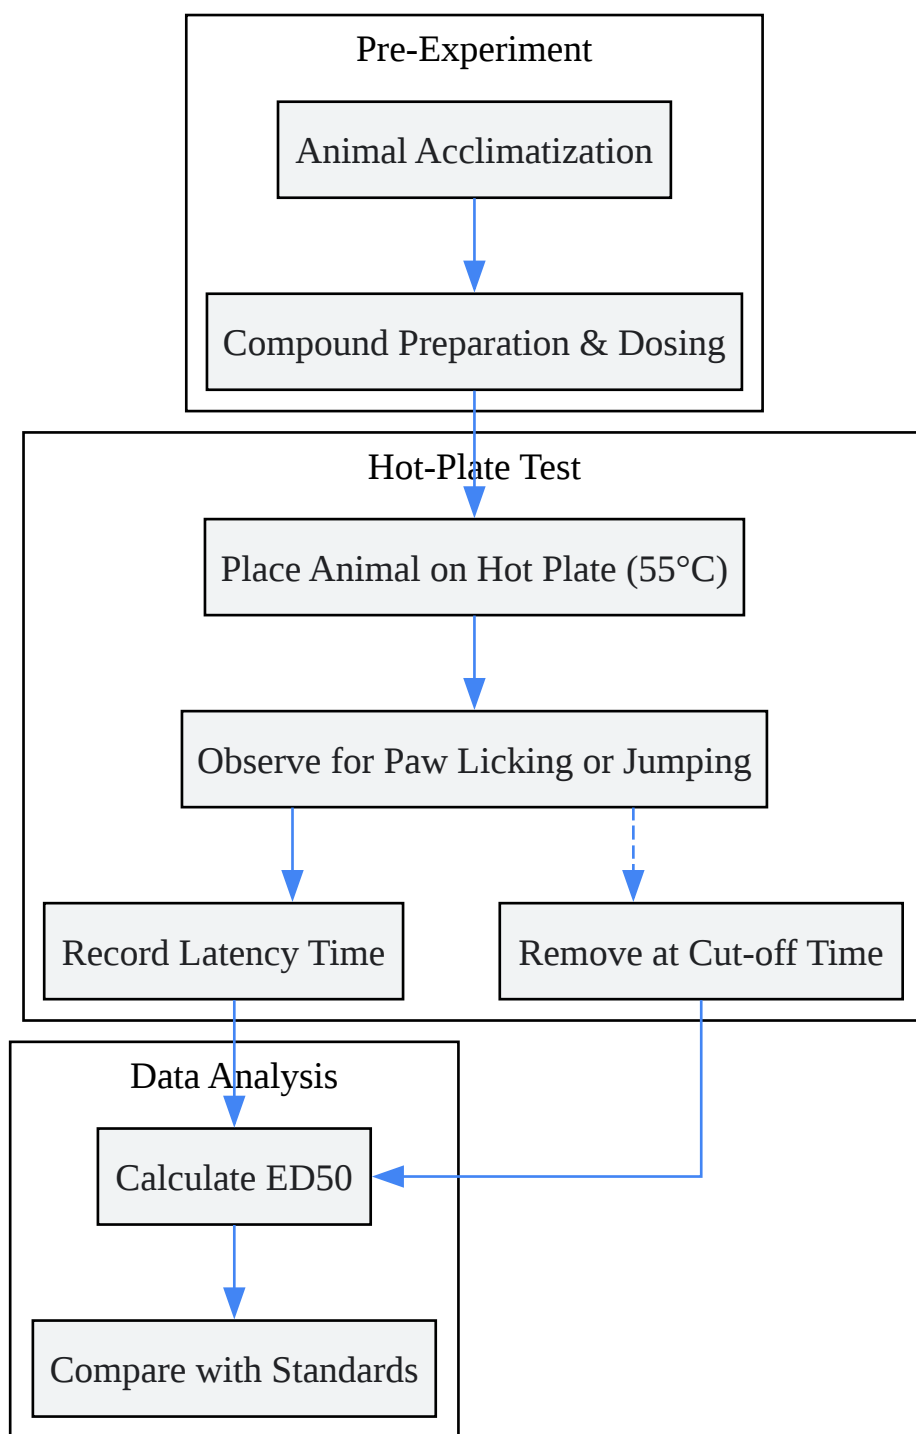 Pre-Experiment
Animal Acclimatization
Compound Preparation & Dosing
Hot-Plate Test
Place Animal on Hot Plate (55°C)
Observe for Paw Licking or Jumping
Record Latency Time
Remove at Cut-off Time
Data Analysis
Calculate ED50
Compare with Standards